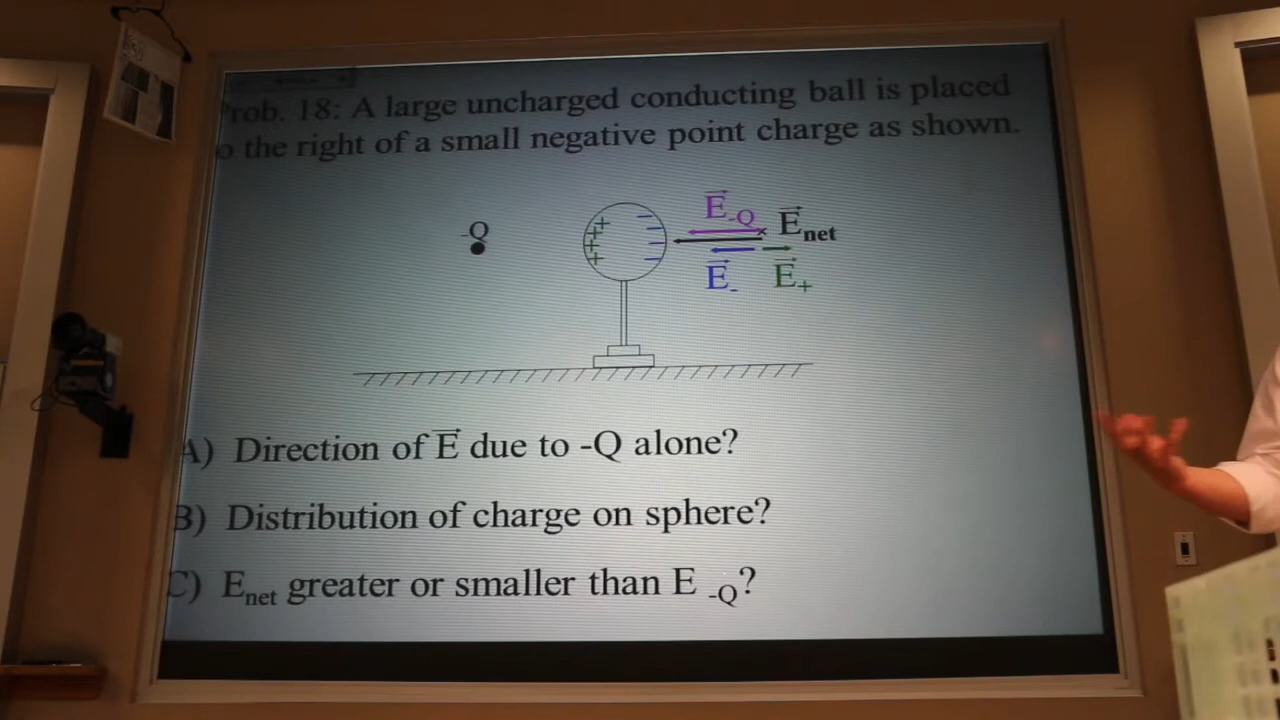 rob. 18: A large uncharged conducting ball is placed
o the right of a small negative point charge as shown.
-Q
+ + + +
- - - -
E⃗-Q
× E⃗net
E⃗-
E⃗+
A) Direction of E⃗ due to -Q alone?
B) Distribution of charge on sphere?
C) Enet greater or smaller than E -Q?